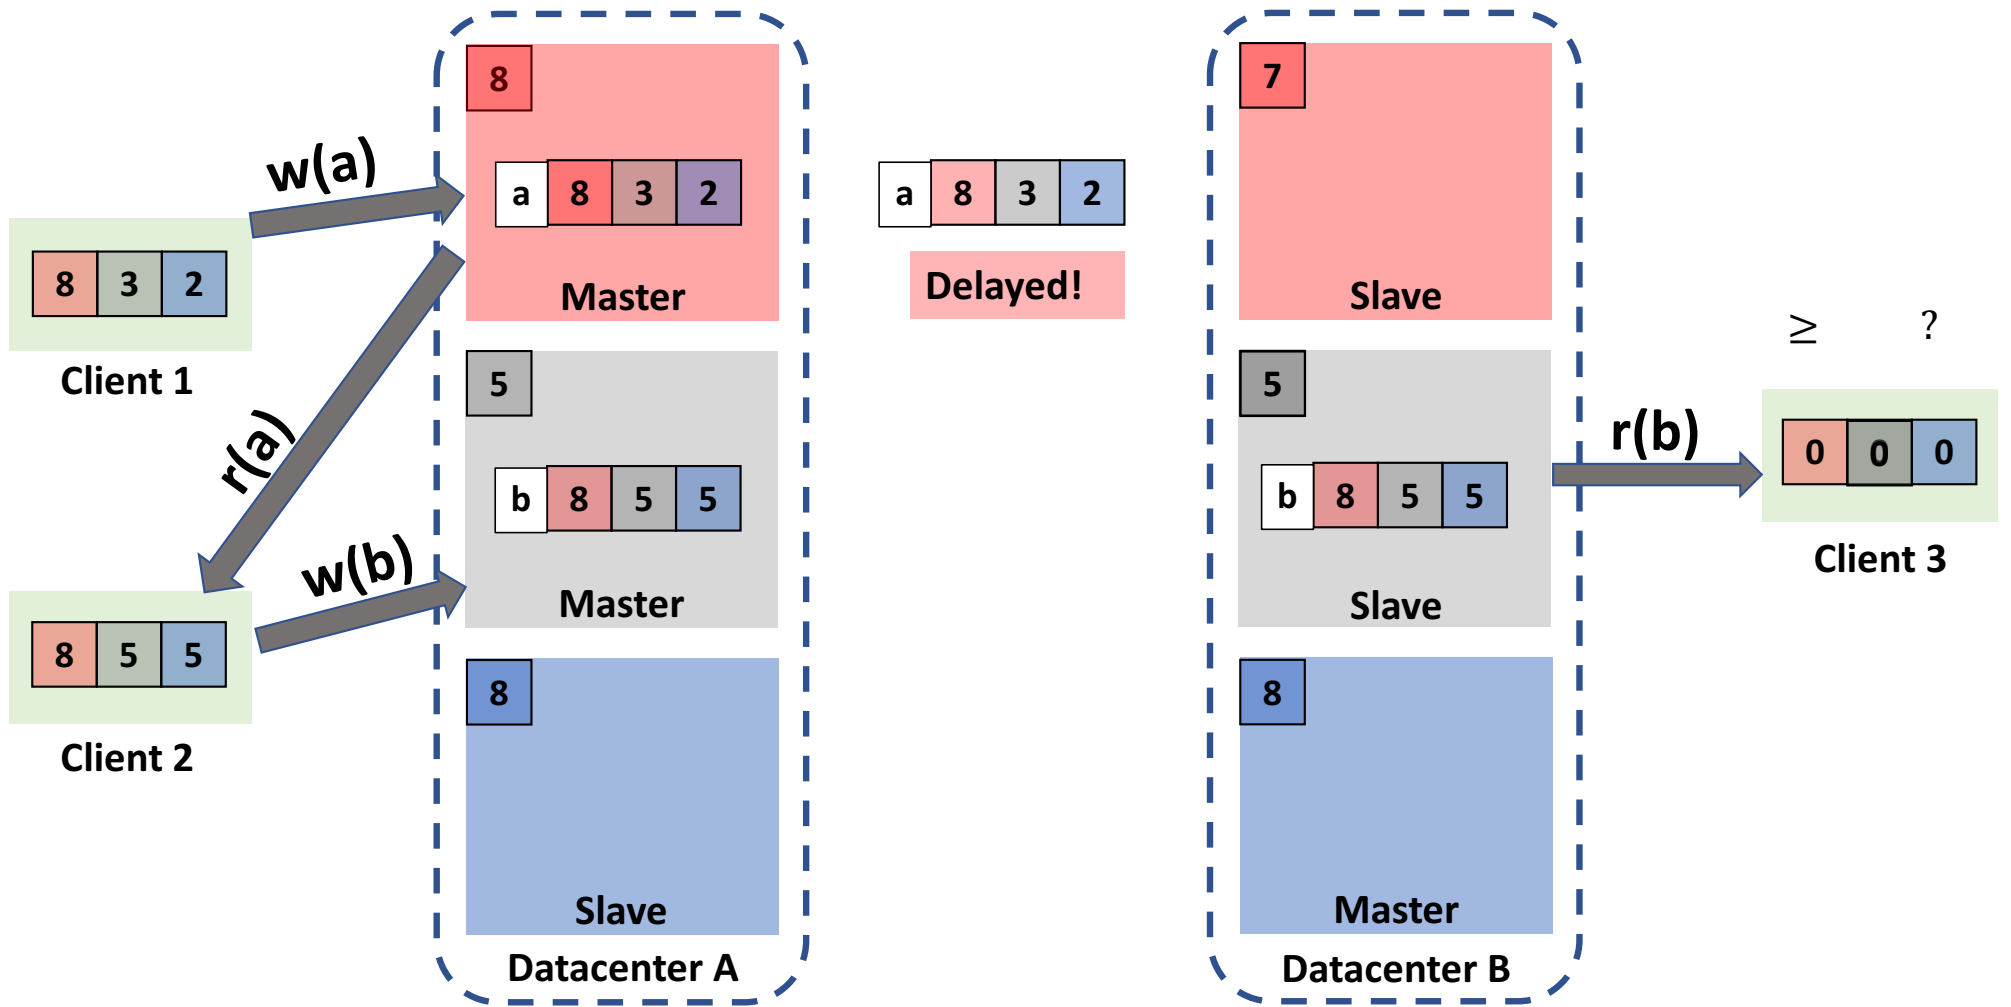 8
w(a)
a 8 3 2
Master
8 3 2
Client 1
r(a)
5
b 8 5 5
Master
w(b)
8 5 5
Client 2
8
Slave
Datacenter A
a 8 3 2
Delayed!
7
Slave
5
b 8 5 5
Slave
8
Master
Datacenter B
r(b)
≥ ?
0 0 0
Client 3